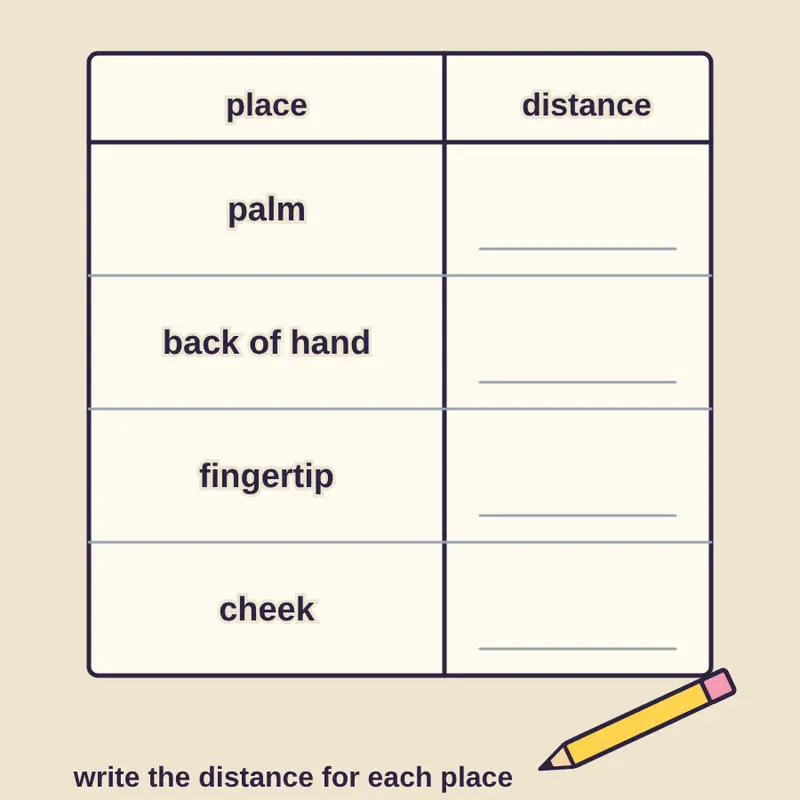 place distance
palm
back of hand
fingertip
cheek
write the distance for each place